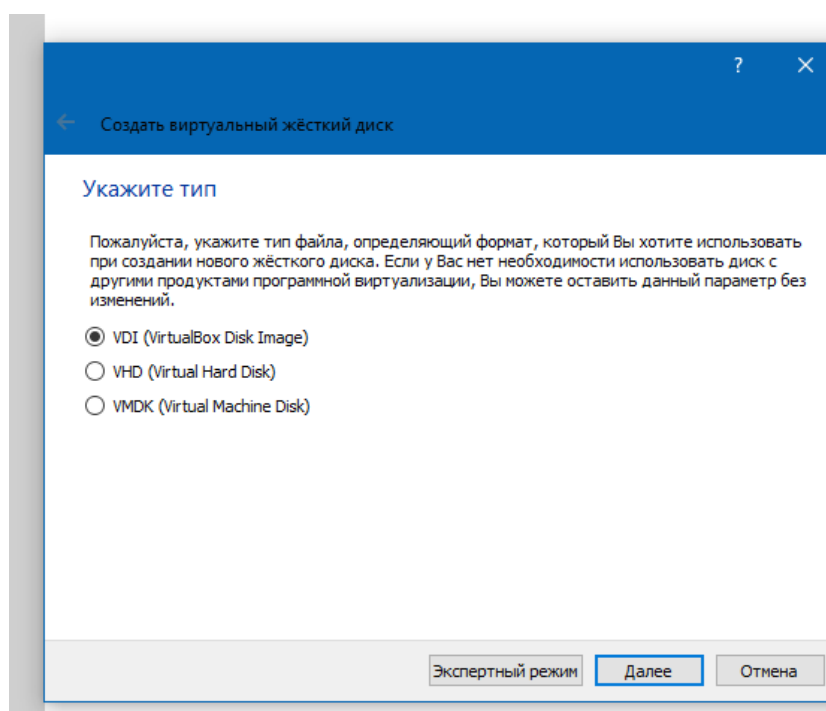 Создать виртуальный жёсткий диск
Укажите тип
Пожалуйста, укажите тип файла, определяющий формат, который Вы хотите использовать
при создании нового жёсткого диска. Если у Вас нет необходимости использовать диск с
другими продуктами программной виртуализации, Вы можете оставить данный параметр без
изменений.
VDI (VirtualBox Disk Image)
VHD (Virtual Hard Disk)
VMDK (Virtual Machine Disk)
Экспертный режим Далее Отмена